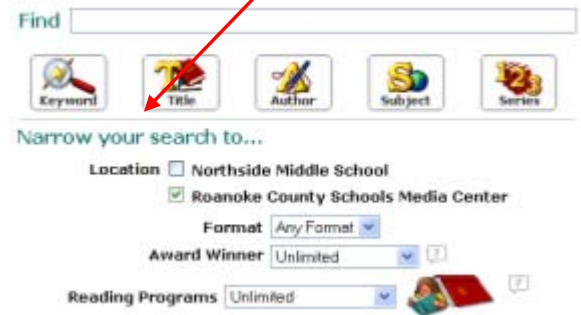 Find
Keyword Title Author Subject Series
Narrow your search to...
Location Northside Middle School
Roanoke County Schools Media Center
Format Any Format
Award Winner Unlimited ?
Reading Programs Unlimited ?